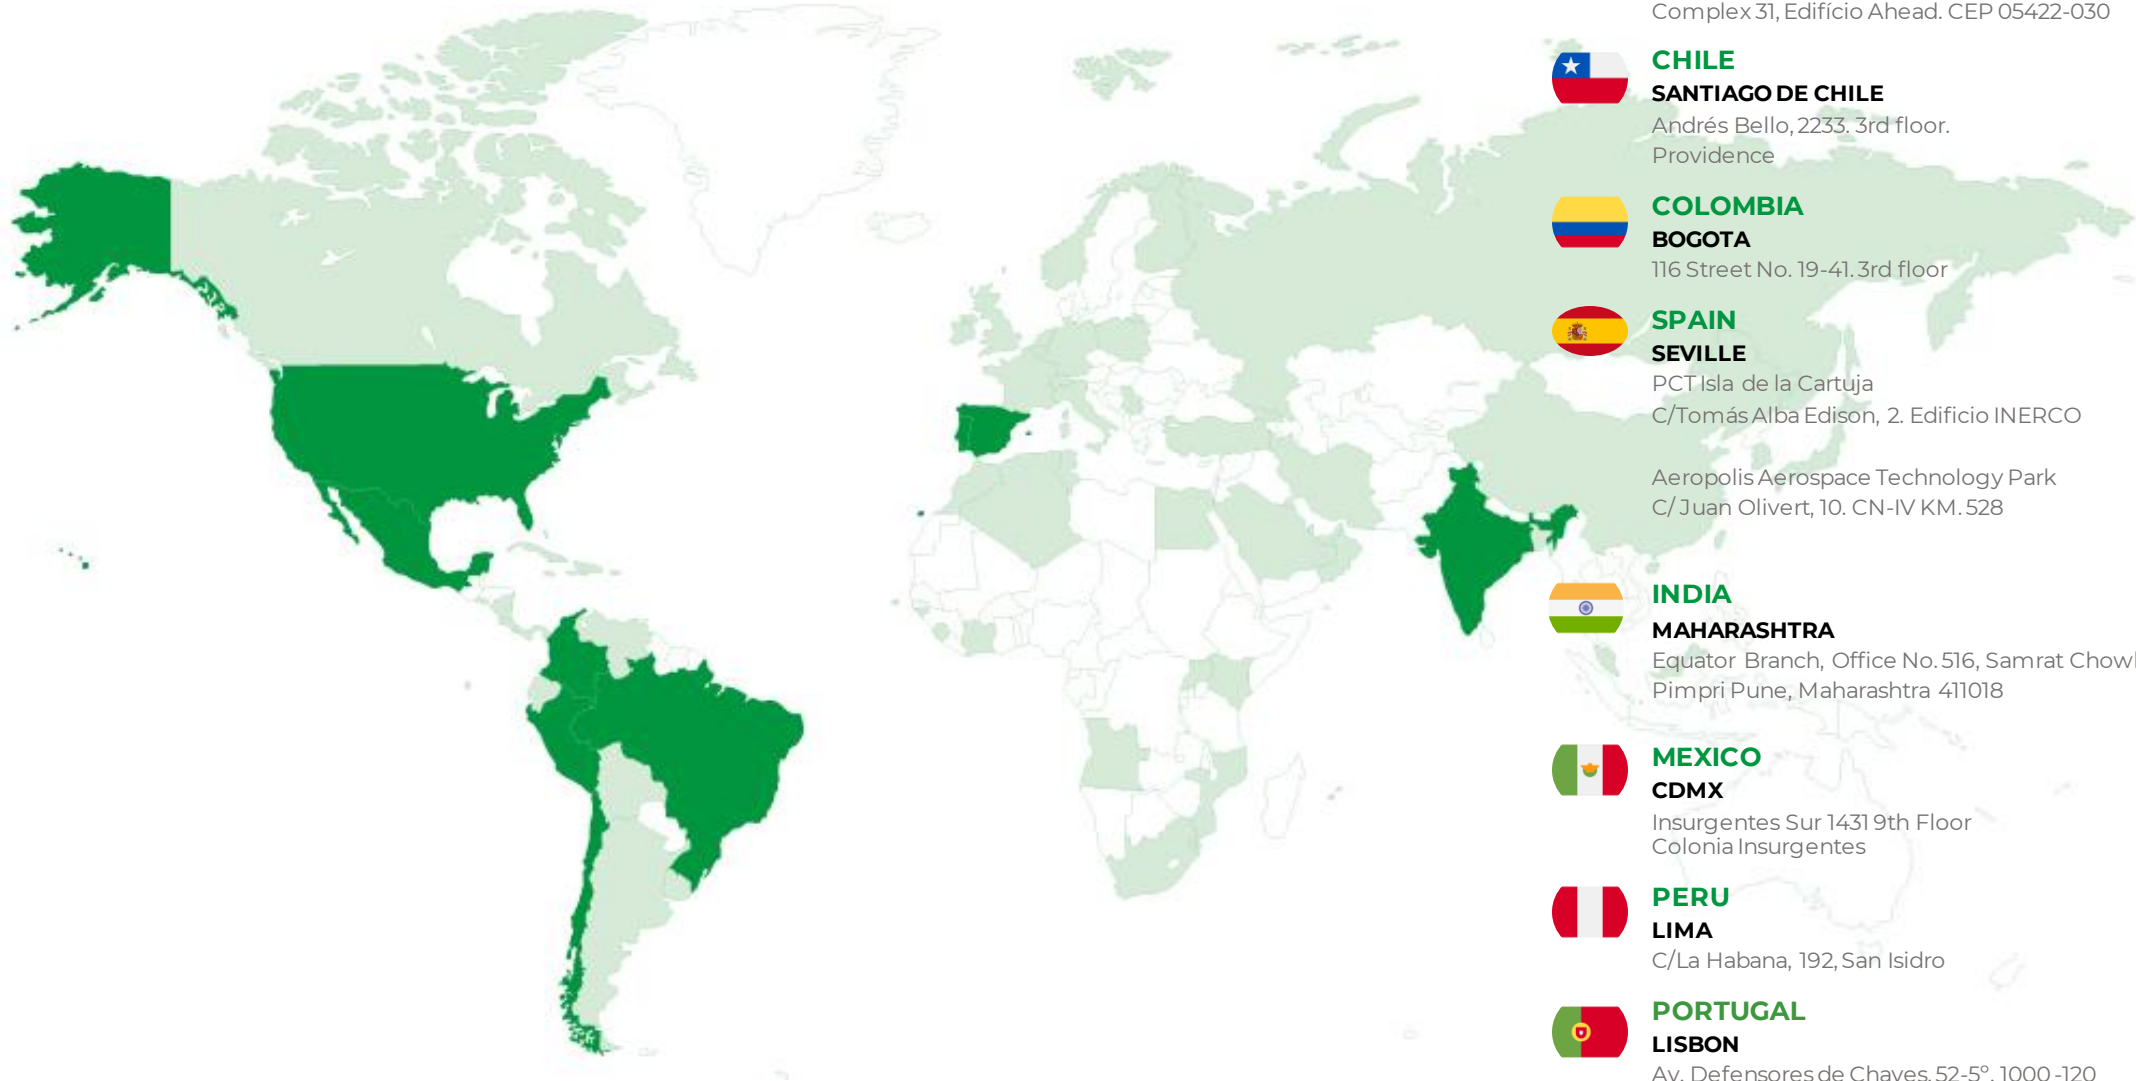 Complex 31, Edifício Ahead. CEP 05422-030
CHILE
SANTIAGO DE CHILE
Andrés Bello, 2233. 3rd floor.
Providence
COLOMBIA
BOGOTA
116 Street No. 19-41. 3rd floor
SPAIN
SEVILLE
PCT Isla de la Cartuja
C/Tomás Alba Edison, 2. Edificio INERCO
Aeropolis Aerospace Technology Park
C/ Juan Olivert, 10. CN-IV KM. 528
INDIA
MAHARASHTRA
Equator Branch, Office No. 516, Samrat
Pimpri Pune, Maharashtra 411018
MEXICO
CDMX
Insurgentes Sur 1431 9th Floor
Colonia Insurgentes
PERU
LIMA
C/La Habana, 192, San Isidro
PORTUGAL
LISBON
Av. Defensores de Chaves, 52-5º. 1000-120